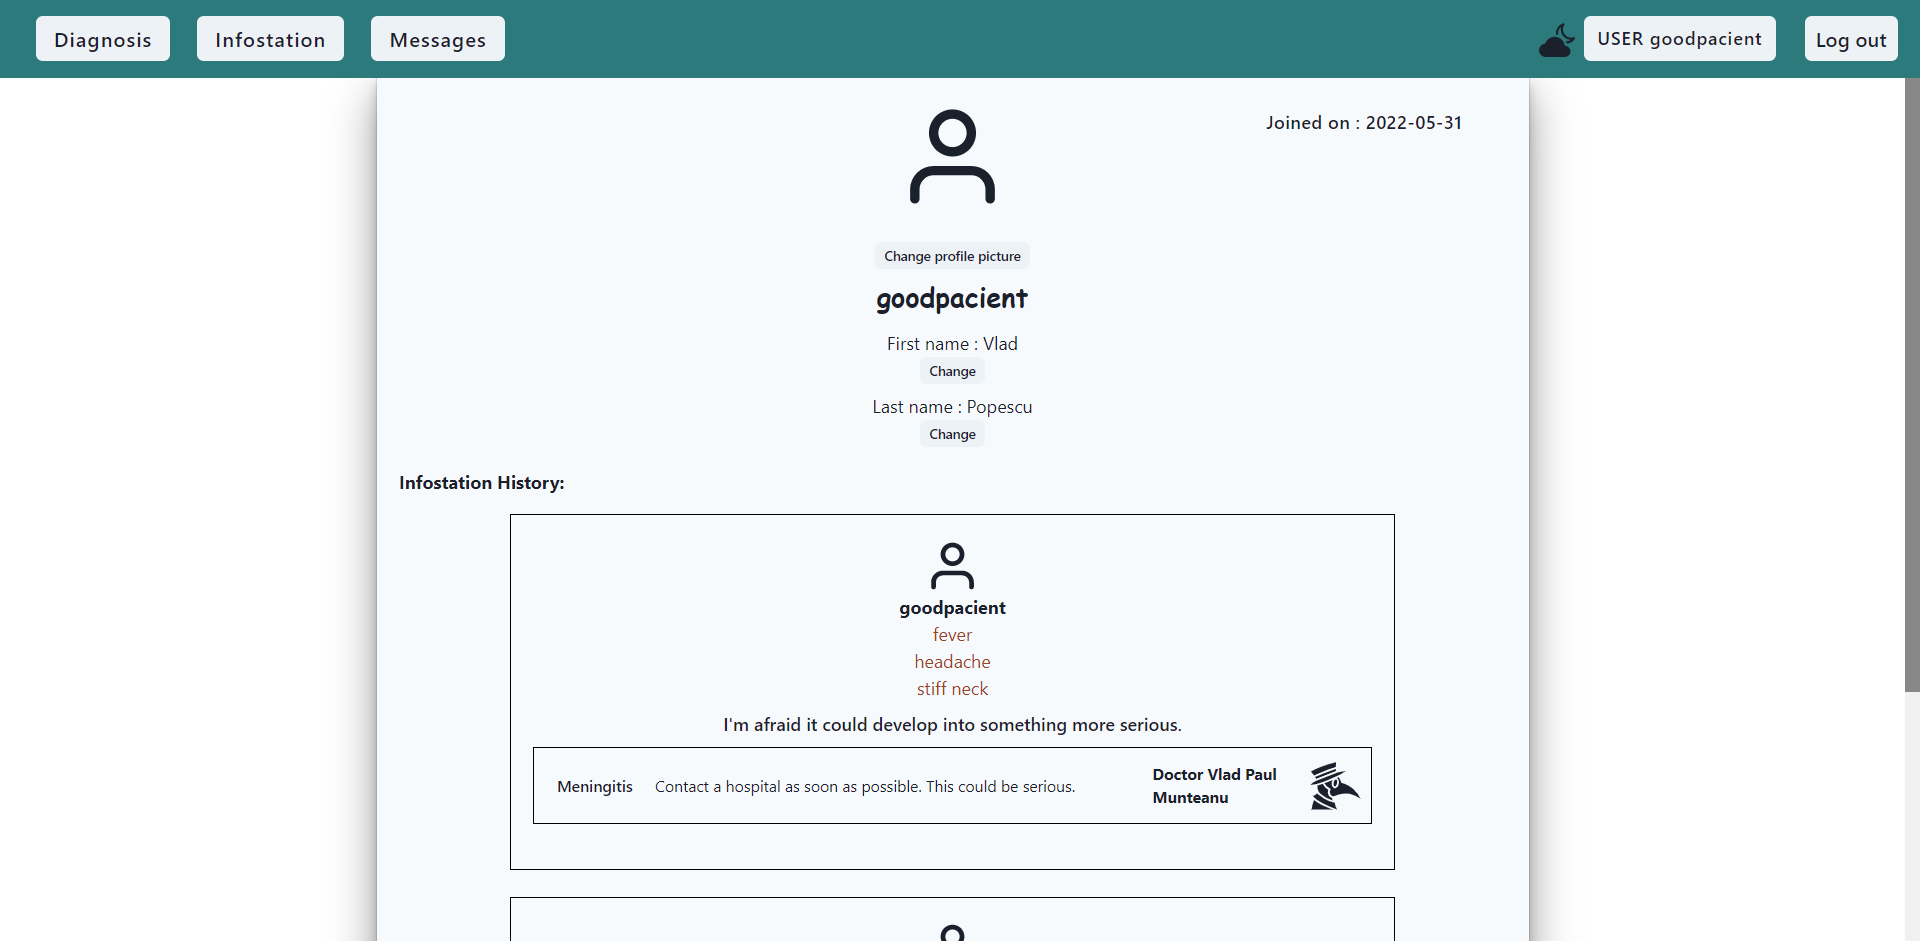 Diagnosis
Infostation
Messages
USER goodpacient
Log out
Joined on : 2022-05-31
Change profile picture
goodpacient
First name : Vlad
Change
Last name : Popescu
Change
Infostation History:
goodpacient
fever
headache
stiff neck
I'm afraid it could develop into something more serious.
Meningitis
Contact a hospital as soon as possible. This could be serious.
Doctor Vlad Paul
Munteanu